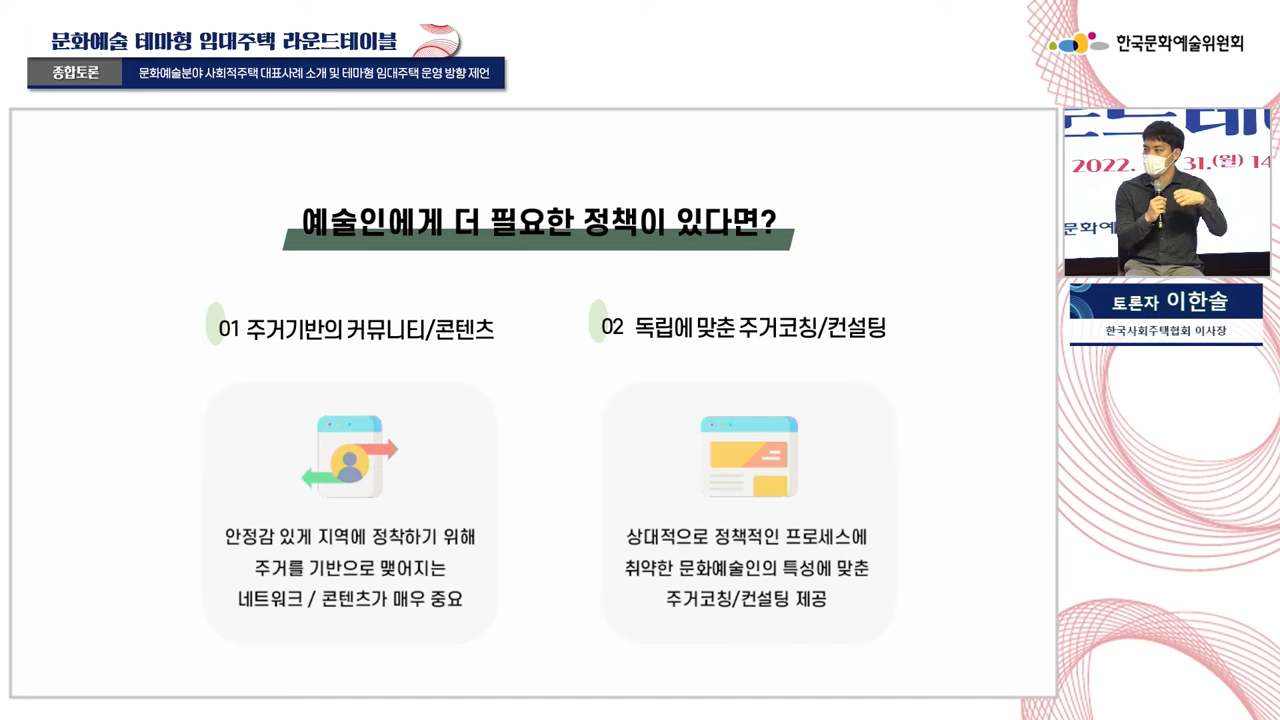 문화예술 테마형 임대주택 라운드테이블
종합토론
문화예술분야 사회적주택 대표사례 소개 및 테마형 임대주택 운영 방향 제언
한국문화예술위원회
예술인에게 더 필요한 정책이 있다면?
01 주거기반의 커뮤니티/콘텐츠
02 독립에 맞춘 주거코칭/컨설팅
안정감 있게 지역에 정착하기 위해
주거를 기반으로 맺어지는
네트워크 / 콘텐츠가 매우 중요
상대적으로 정책적인 프로세스에
취약한 문화예술인의 특성에 맞춘
주거코칭/컨설팅 제공
2022. 31.(월) 14
문화예
토론자 이한솔
한국사회주택협회 이사장